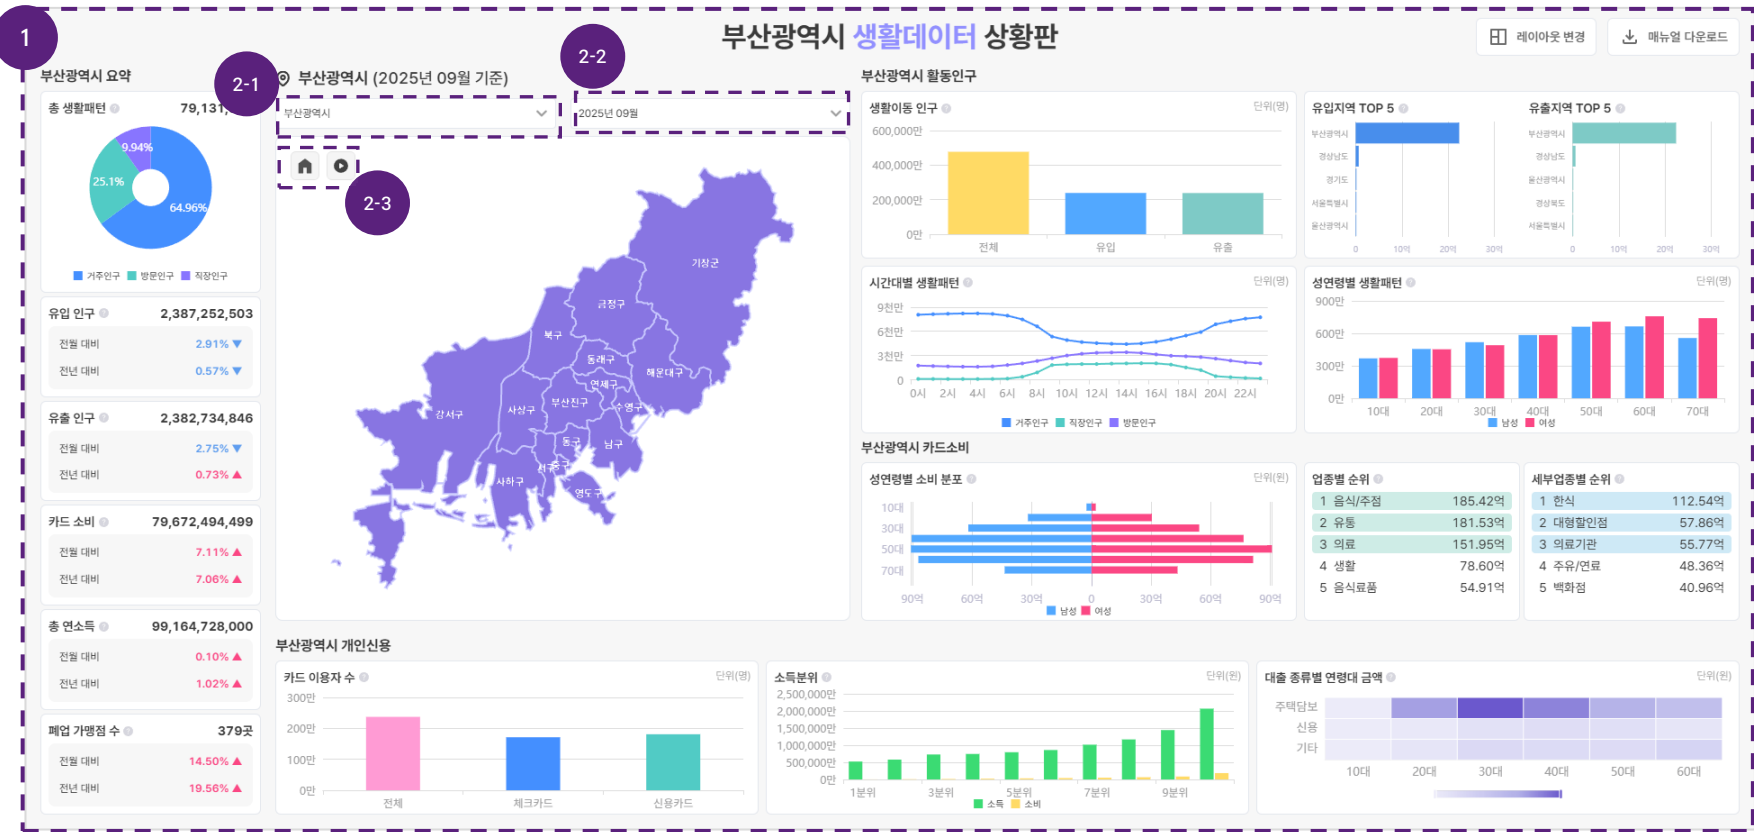 1
부산광역시 생활데이터 상황판
레이아웃 변경
매뉴얼 다운로드
부산광역시 요약
총 생활패턴
79,131,
9.94%
25.1%
64.96%
거주인구 방문인구 직장인구
유입 인구 2,387,252,503
전월 대비 2.91% ▼
전년 대비 0.57% ▼
유출 인구 2,382,734,846
전월 대비 2.75% ▼
전년 대비 0.73% ▲
카드 소비 79,672,494,499
전월 대비 7.11% ▲
전년 대비 7.06% ▲
총 연소득 99,164,728,000
전월 대비 0.10% ▲
전년 대비 1.02% ▲
폐업 가맹점 수 379곳
전월 대비 14.50% ▲
전년 대비 19.56% ▲
2-1
부산광역시 (2025년 09월 기준)
2-2
부산광역시
2025년 09월
2-3
기장군
금정구
북구
동래구
해운대구
연제구
강서구
사상구
부산진구
수영구
동구
남구
서구
중구
사하구
영도구
부산광역시 활동인구
생활이동 인구 단위(명)
600,000만
400,000만
200,000만
0만
전체 유입 유출
유입지역 TOP 5
부산광역시
경상남도
경기도
서울특별시
울산광역시
0 10억 20억 30억
유출지역 TOP 5
부산광역시
경상남도
울산광역시
경상북도
서울특별시
0 10억 20억 30억
시간대별 생활패턴 단위(명)
9천만
6천만
3천만
0
0시 2시 4시 6시 8시 10시 12시 14시 16시 18시 20시 22시
거주인구 직장인구 방문인구
성연령별 생활패턴 단위(명)
900만
600만
300만
0만
10대 20대 30대 40대 50대 60대 70대
남성 여성
부산광역시 카드소비
성연령별 소비 분포 단위(원)
10대
30대
50대
70대
90억 60억 30억 0 30억 60억 90억
남성 여성
업종별 순위
1 음식/주점 185.42억
2 유통 181.53억
3 의료 151.95억
4 생활 78.60억
5 음식료품 54.91억
세부업종별 순위
1 한식 112.54억
2 대형할인점 57.86억
3 의료기관 55.77억
4 주유/연료 48.36억
5 백화점 40.96억
부산광역시 개인신용
카드 이용자 수 단위(명)
300만
200만
100만
0만
전체 체크카드 신용카드
소득분위 단위(원)
2,500,000만
2,000,000만
1,500,000만
1,000,000만
500,000만
0만
1분위 3분위 5분위 7분위 9분위
소득 소비
대출 종류별 연령대 금액 단위(원)
주택담보
신용
기타
10대 20대 30대 40대 50대 60대